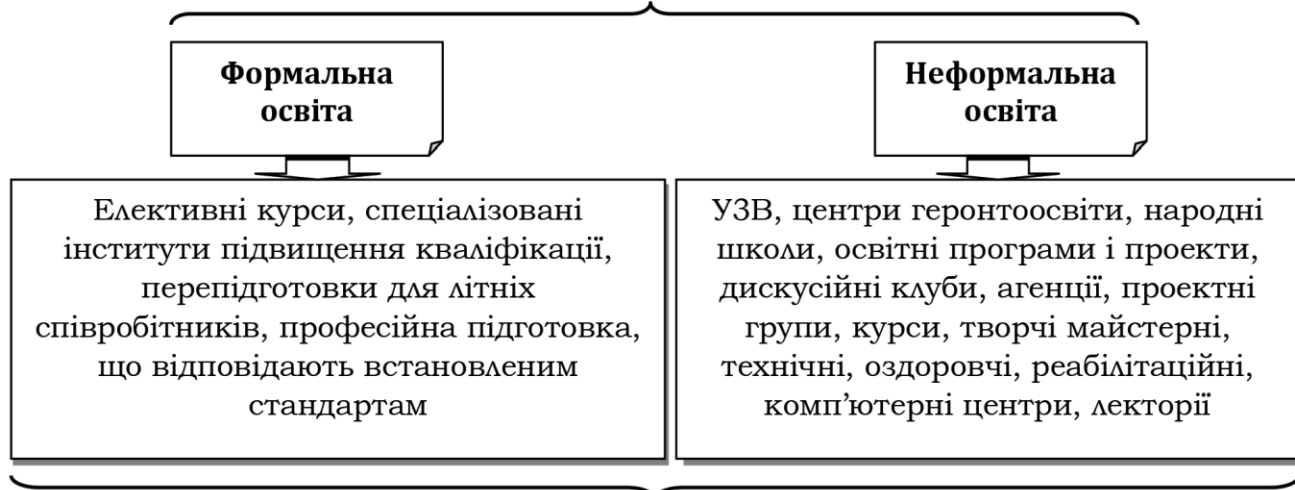 Формальна
освіта
Неформальна
освіта
Елективні курси, спеціалізовані
інститути підвищення кваліфікації,
перепідготовки для літніх
співробітників, професійна підготовка,
що відповідають встановленим
стандартам
УЗВ, центри геронтоосвіти, народні
школи, освітні програми і проекти,
дискусійні клуби, агенції, проектні
групи, курси, творчі майстерні,
технічні, оздоровчі, реабілітаційні,
комп’ютерні центри, лекторії